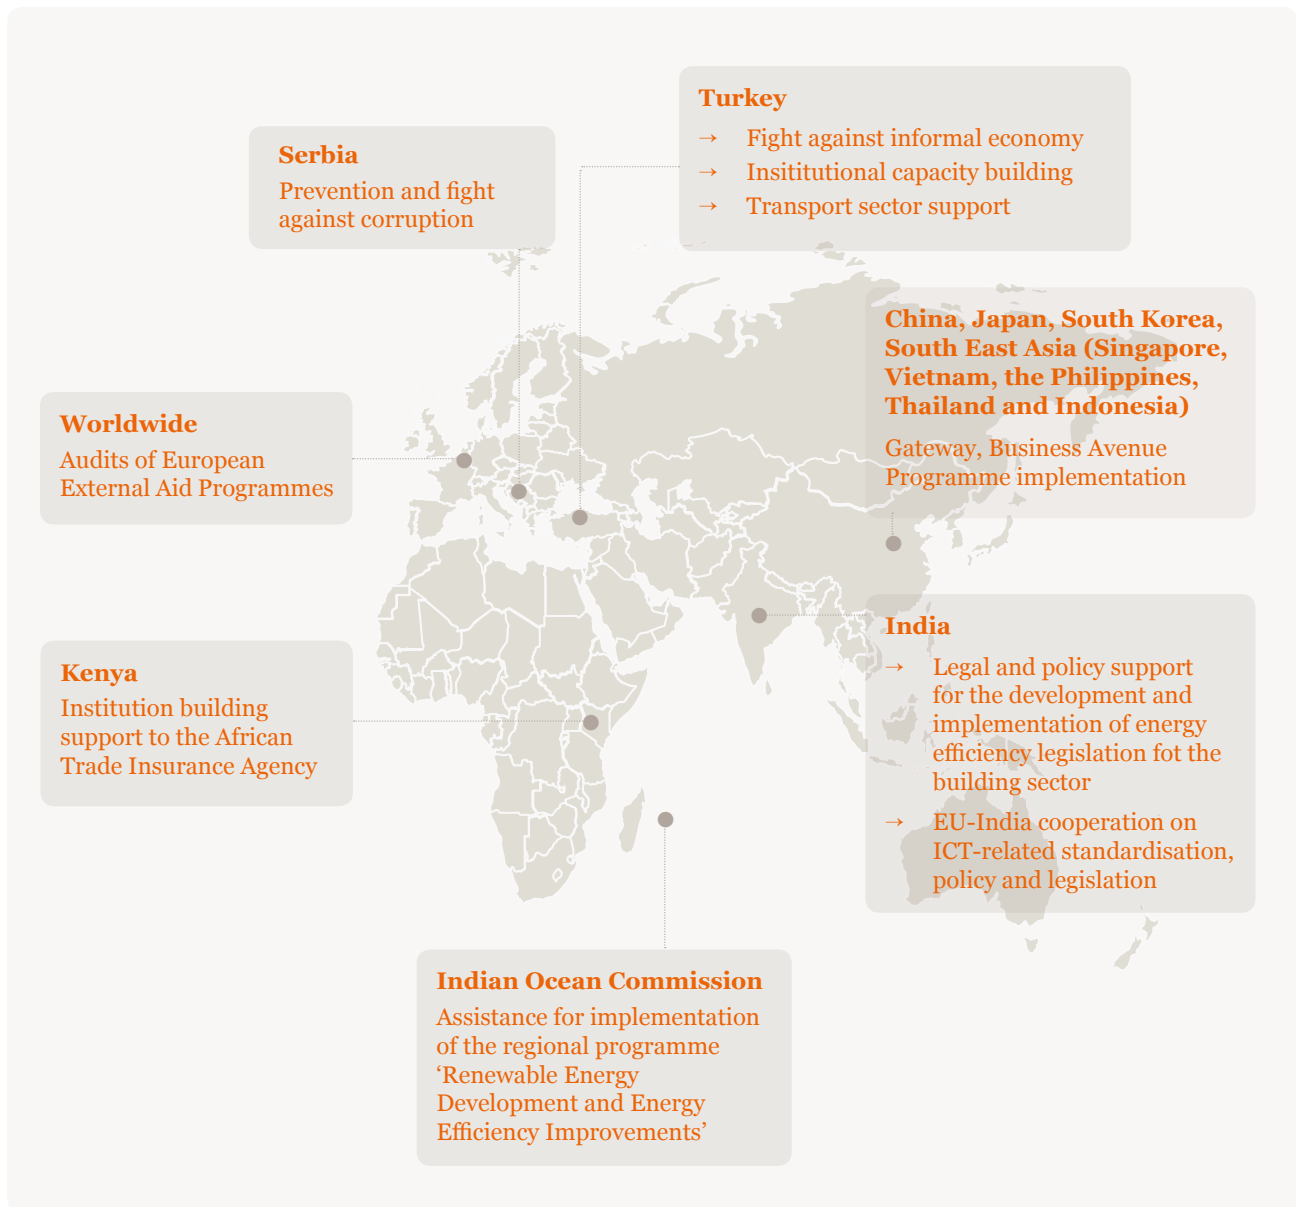 Turkey
→ Fight against informal economy
→ Insititutional capacity building
→ Transport sector support
Serbia
Prevention and fight
against corruption
China, Japan, South Korea,
South East Asia (Singapore,
Vietnam, the Philippines,
Thailand and Indonesia)
Gateway, Business Avenue
Programme implementation
Worldwide
Audits of European
External Aid Programmes
India
→ Legal and policy support
for the development and
implementation of energy
efficiency legislation fot the
building sector
→ EU-India cooperation on
ICT-related standardisation,
policy and legislation
Kenya
Institution building
support to the African
Trade Insurance Agency
Indian Ocean Commission
Assistance for implementation
of the regional programme
‘Renewable Energy
Development and Energy
Efficiency Improvements’